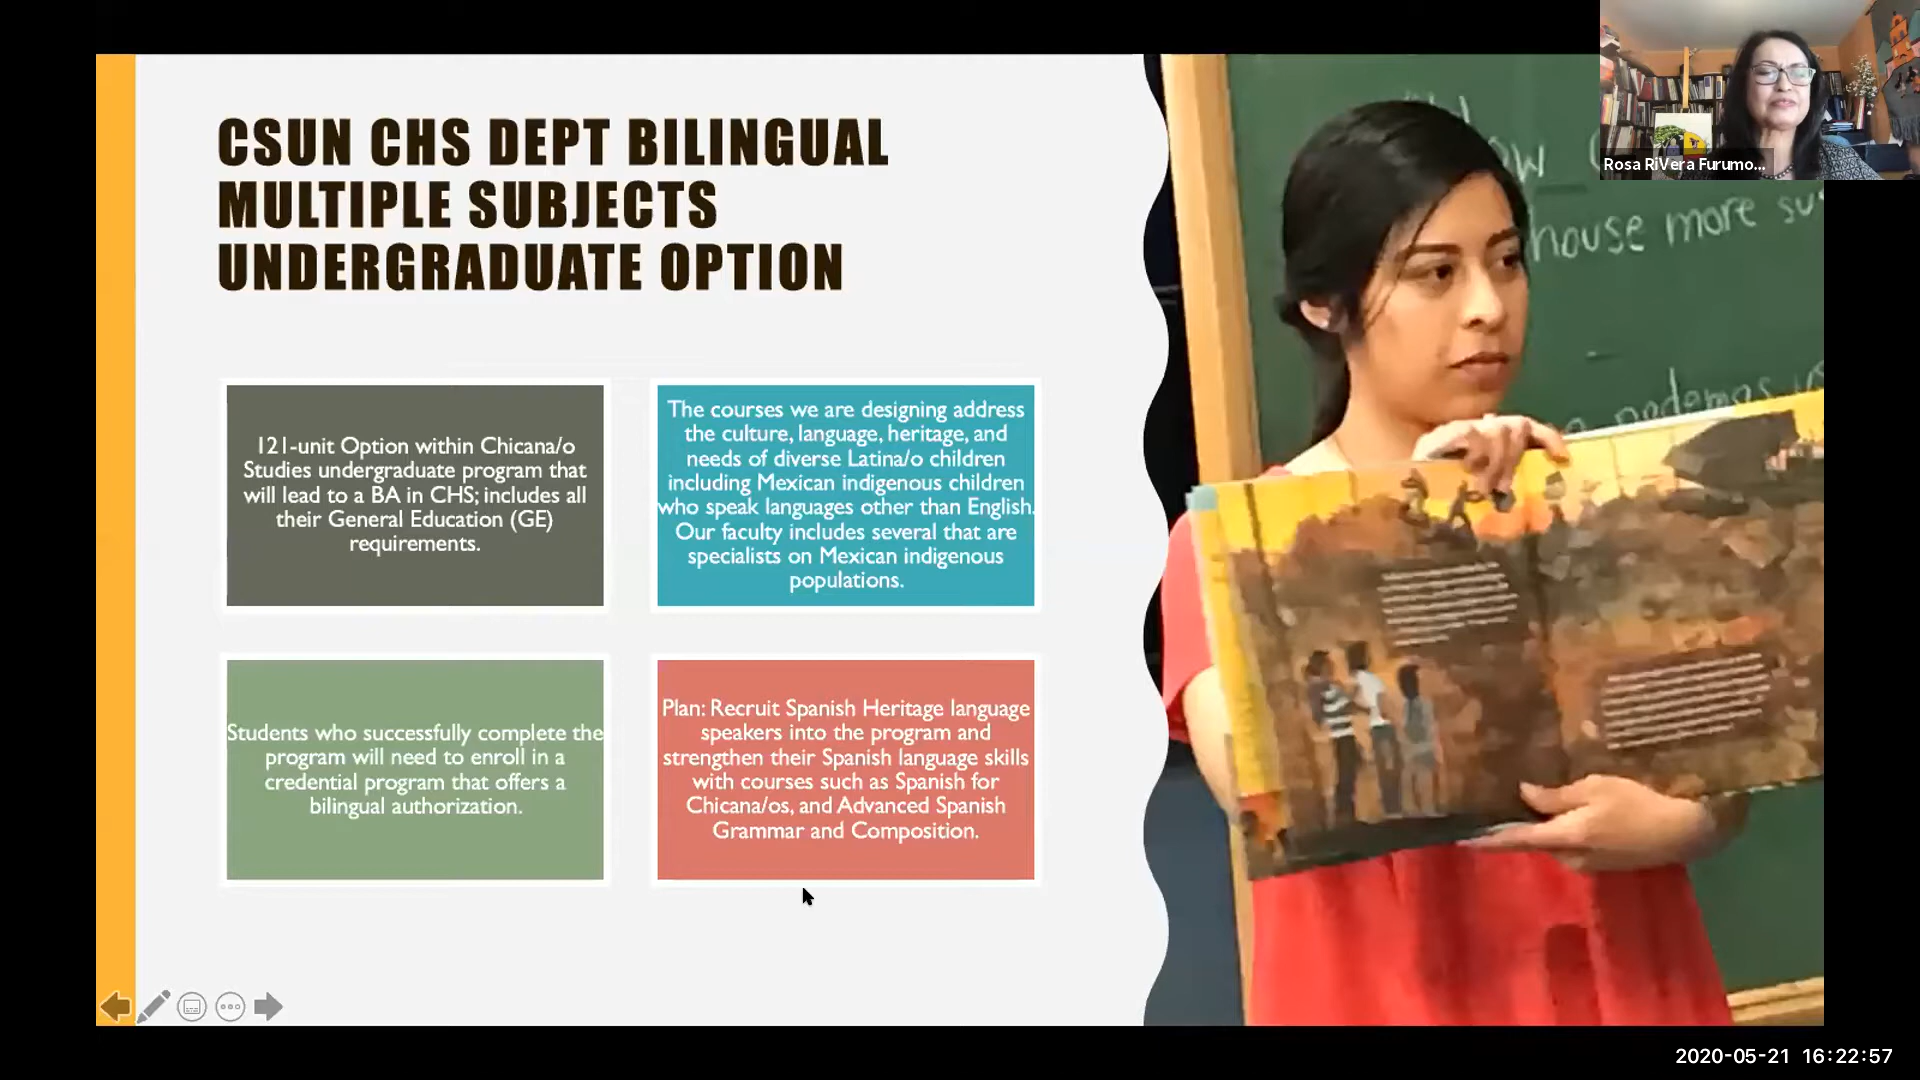 CSUN CHS DEPT BILINGUAL
MULTIPLE SUBJECTS
UNDERGRADUATE OPTION
121-unit Option within Chicana/o
Studies undergraduate program that
will lead to a BA in CHS; includes all
their General Education (GE)
requirements.
The courses we are designing address
the culture, language, heritage, and
needs of diverse Latina/o children
including Mexican indigenous children
who speak languages other than English.
Our faculty includes several that are
specialists on Mexican indigenous
populations.
Students who successfully complete the
program will need to enroll in a
credential program that offers a
bilingual authorization.
Plan: Recruit Spanish Heritage language
speakers into the program and
strengthen their Spanish language skills
with courses such as Spanish for
Chicana/os, and Advanced Spanish
Grammar and Composition.
house more
podemos
Rosa RiVera Furumo...
2020-05-21 16:22:57